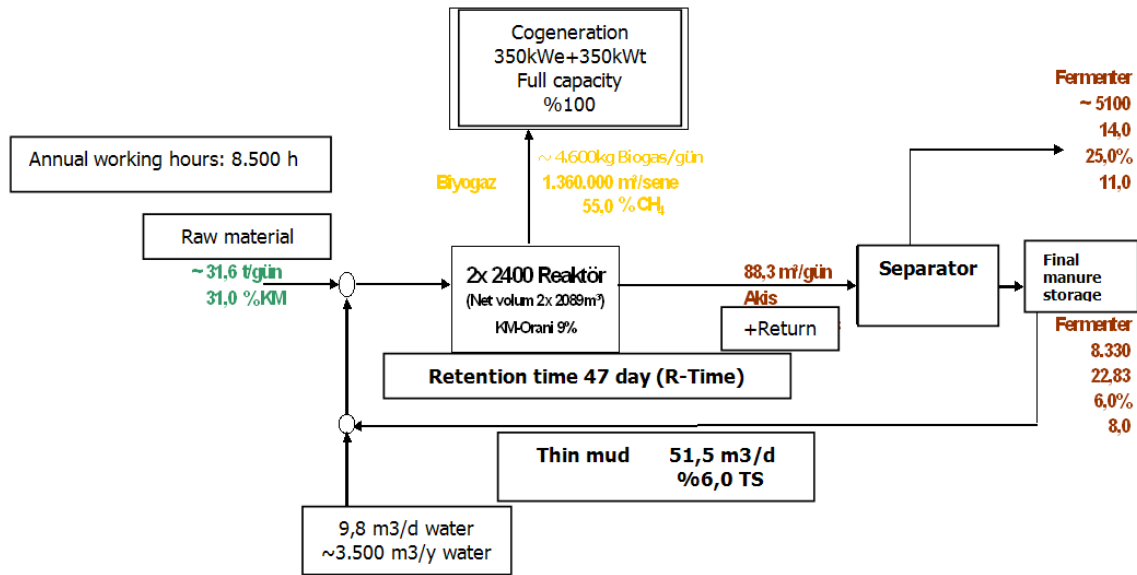 Cogeneration
350kWe+350kWt
Full capacity
%100
Annual working hours: 8.500 h
Biyogaz
~ 4.600kg Biogas/gün
1.360.000 m³/sene
55,0 % CH₄
Fermenter
~ 5100
14,0
25,0%
11,0
Raw material
~ 31,6 t/gün
31,0 %KM
2x 2400 Reaktör
(Net volum 2x 2089m³)
KM-Orani 9%
88,3 m³/gün
Akis
+Return
Separator
Final
manure
storage
Fermenter
8.330
22,83
6,0%
8,0
Retention time 47 day (R-Time)
Thin mud 51,5 m3/d
%6,0 TS
9,8 m3/d water
~3.500 m3/y water